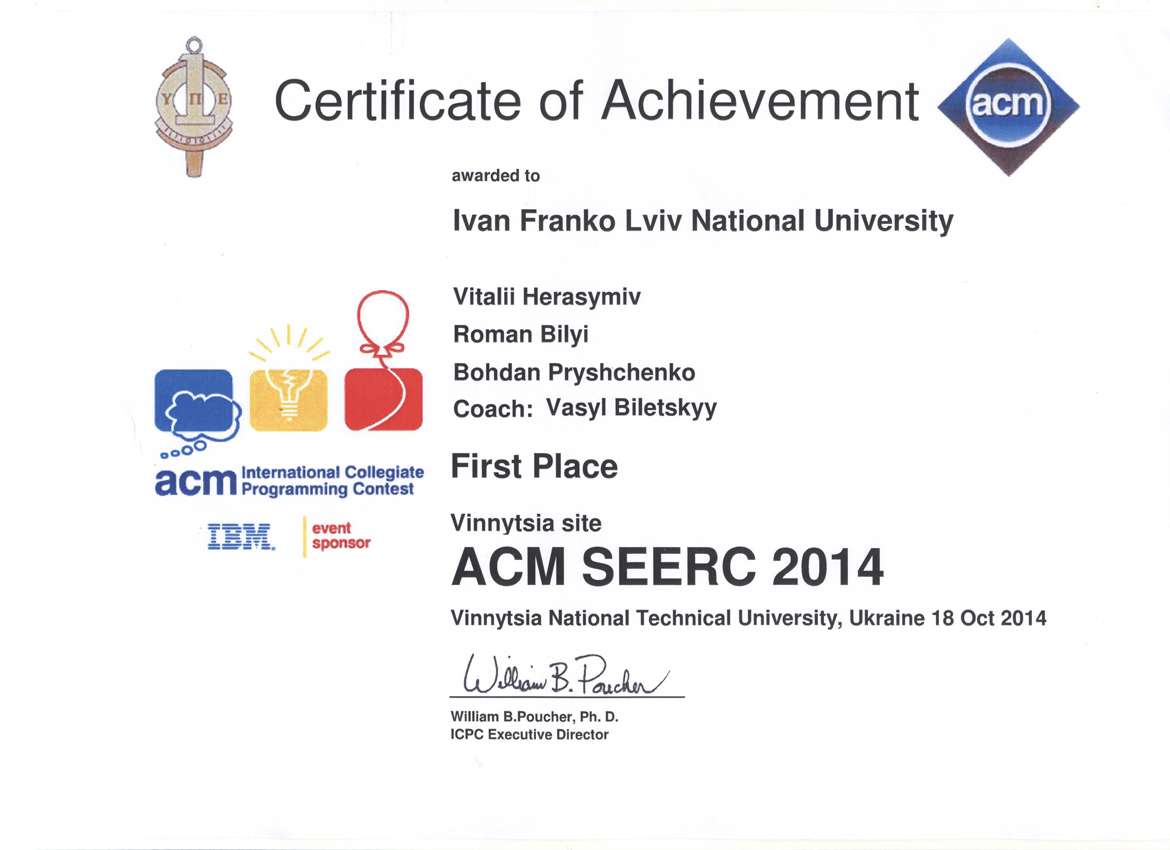 Υ Π Ε
Certificate of Achievement
acm
awarded to
Ivan Franko Lviv National University
Vitalii Herasymiv
Roman Bilyi
Bohdan Pryshchenko
Coach: Vasyl Biletskyy
acm International Collegiate
Programming Contest
IBM.
event
sponsor
First Place
Vinnytsia site
ACM SEERC 2014
Vinnytsia National Technical University, Ukraine 18 Oct 2014
William B. Poucher
William B.Poucher, Ph. D.
ICPC Executive Director